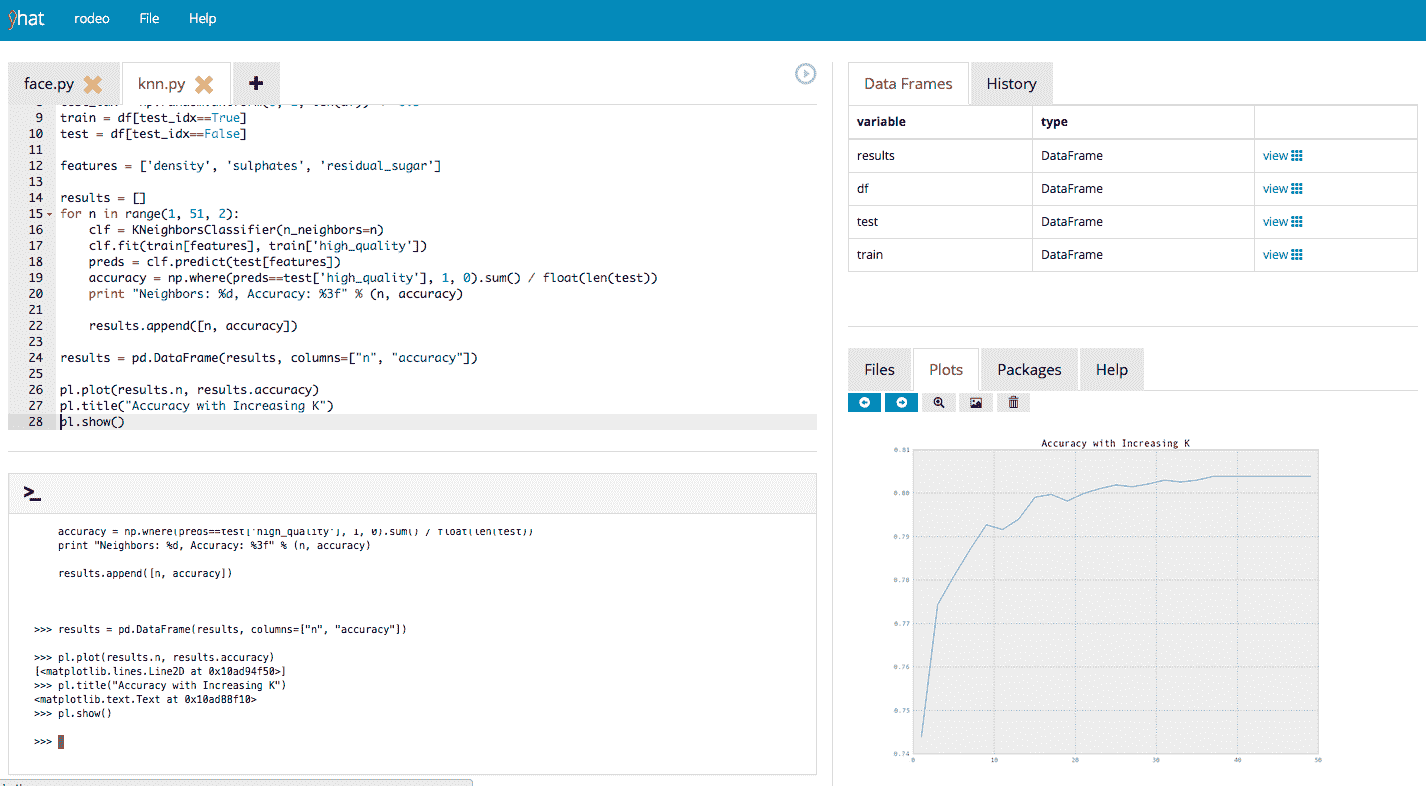 ŷhat rodeo File Help
face.py knn.py
9 train = df[test_idx==True]
10 test = df[test_idx==False]
11
12 features = ['density', 'sulphates', 'residual_sugar']
13
14 results = []
15 for n in range(1, 51, 2):
16 clf = KNeighborsClassifier(n_neighbors=n)
17 clf.fit(train[features], train['high_quality'])
18 preds = clf.predict(test[features])
19 accuracy = np.where(preds==test['high_quality'], 1, 0).sum() / float(len(test))
20 print "Neighbors: %d, Accuracy: %3f" % (n, accuracy)
21
22 results.append([n, accuracy])
23
24 results = pd.DataFrame(results, columns=["n", "accuracy"])
25
26 pl.plot(results.n, results.accuracy)
27 pl.title("Accuracy with Increasing K")
28 pl.show()
>_
accuracy = np.where(preds==test['high_quality'], 1, 0).sum() / float(len(test))
print "Neighbors: %d, Accuracy: %3f" % (n, accuracy)
results.append([n, accuracy])
>>> results = pd.DataFrame(results, columns=["n", "accuracy"])
>>> pl.plot(results.n, results.accuracy)
[<matplotlib.lines.Line2D at 0x10ad94f50>]
>>> pl.title("Accuracy with Increasing K")
<matplotlib.text.Text at 0x10ad88f10>
>>> pl.show()
>>>
Data Frames History
variable type
results DataFrame view
df DataFrame view
test DataFrame view
train DataFrame view
Files Plots Packages Help
Accuracy with Increasing K
0.81
0.80
0.79
0.78
0.77
0.76
0.75
0.74
0 10 20 30 40 50